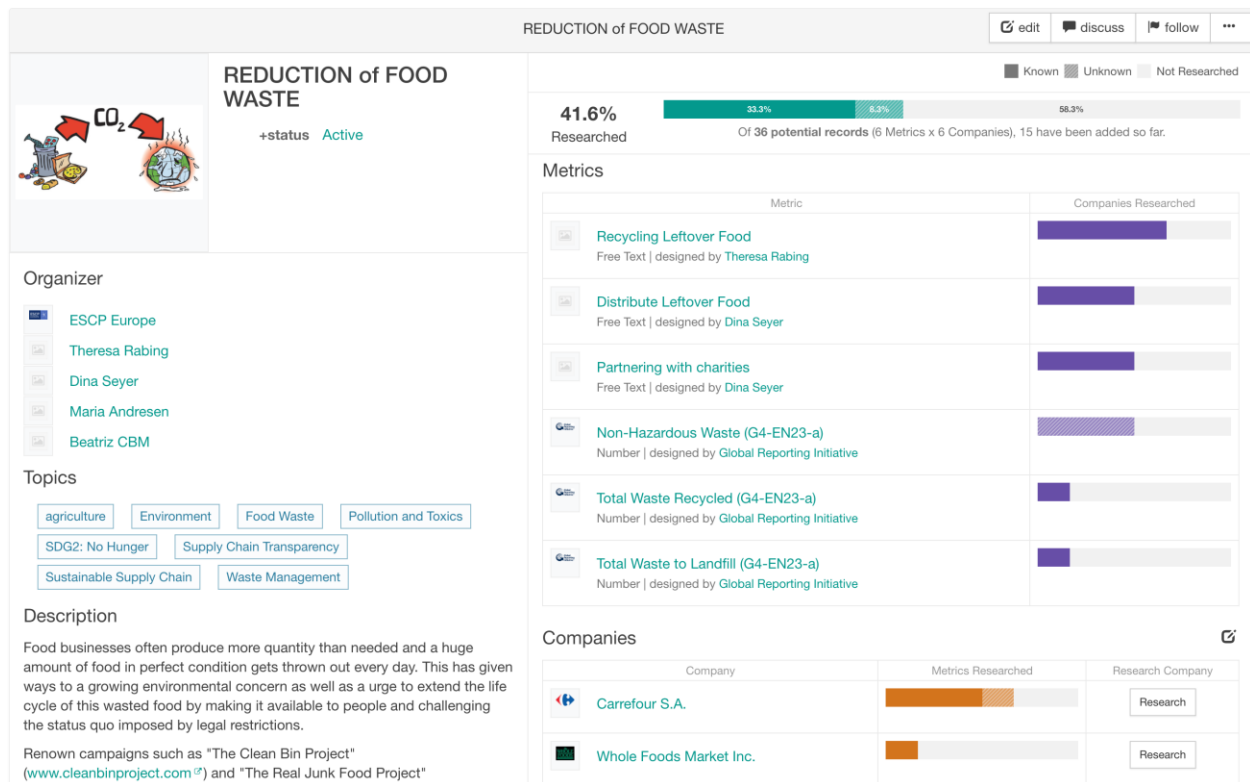 REDUCTION of FOOD WASTE
edit
discuss
follow
REDUCTION of FOOD
WASTE
+status Active
CO2
Known Unknown Not Researched
41.6%
Researched
33.3%
8.3%
58.3%
Of 36 potential records (6 Metrics x 6 Companies), 15 have been added so far.
Organizer
ESCP Europe
Theresa Rabing
Dina Seyer
Maria Andresen
Beatriz CBM
Topics
agriculture
Environment
Food Waste
Pollution and Toxics
SDG2: No Hunger
Supply Chain Transparency
Sustainable Supply Chain
Waste Management
Description
Food businesses often produce more quantity than needed and a huge
amount of food in perfect condition gets thrown out every day. This has given
ways to a growing environmental concern as well as a urge to extend the life
cycle of this wasted food by making it available to people and challenging
the status quo imposed by legal restrictions.
Renown campaigns such as "The Clean Bin Project"
(www.cleanbinproject.com) and "The Real Junk Food Project"
Metrics
Metric
Companies Researched
Recycling Leftover Food
Free Text | designed by Theresa Rabing
Distribute Leftover Food
Free Text | designed by Dina Seyer
Partnering with charities
Free Text | designed by Dina Seyer
Non-Hazardous Waste (G4-EN23-a)
Number | designed by Global Reporting Initiative
Total Waste Recycled (G4-EN23-a)
Number | designed by Global Reporting Initiative
Total Waste to Landfill (G4-EN23-a)
Number | designed by Global Reporting Initiative
Companies
Company
Metrics Researched
Research Company
Carrefour S.A.
Research
Whole Foods Market Inc.
Research